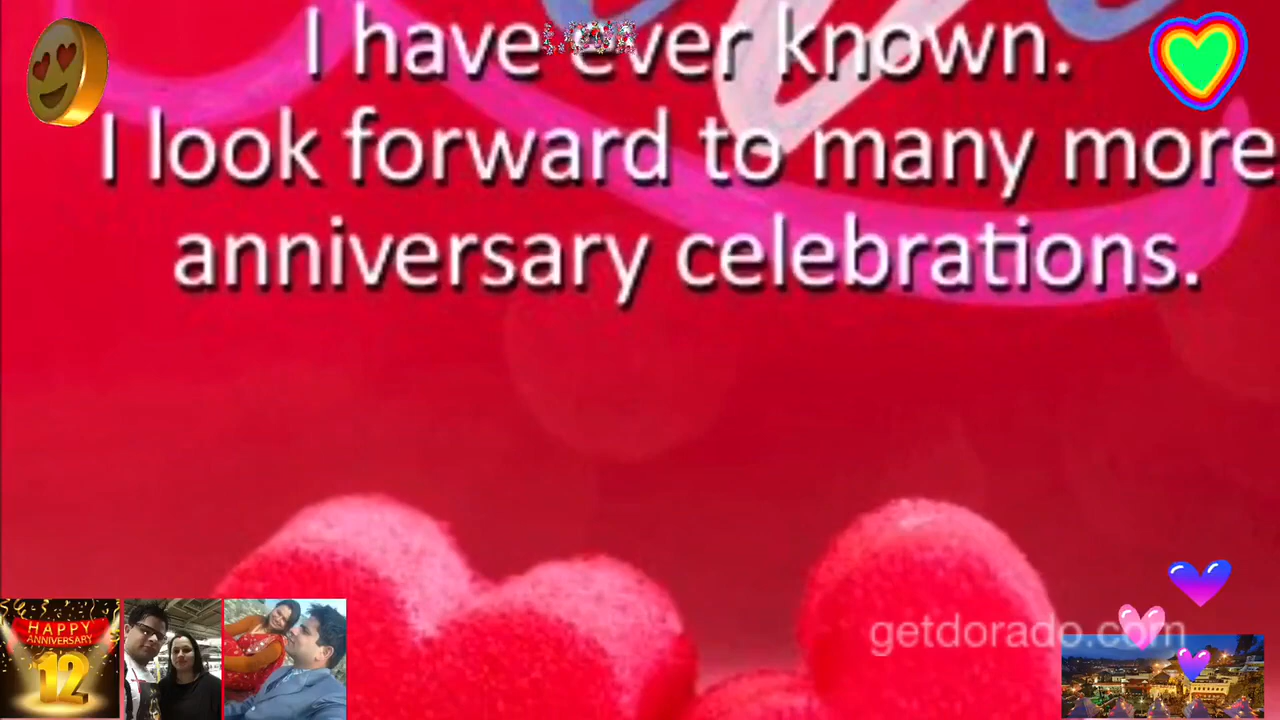 I have ever known.
I look forward to many more
anniversary celebrations.
getdorado.com
HAPPY
ANNIVERSARY
12